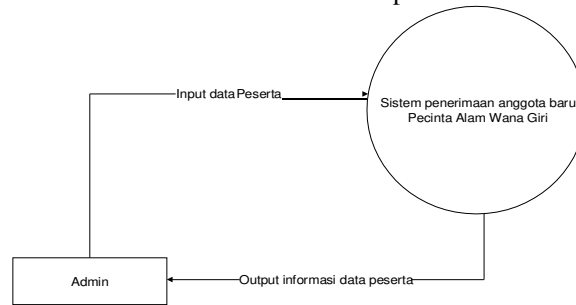 Input data Peserta
Sistem penerimaan anggota baru
Pecinta Alam Wana Giri
Admin
Output informasi data peserta